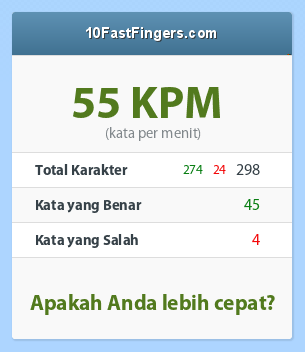 10FastFingers.com
55 KPM
(kata per menit)
Total Karakter 274 24 298
Kata yang Benar 45
Kata yang Salah 4
Apakah Anda lebih cepat?